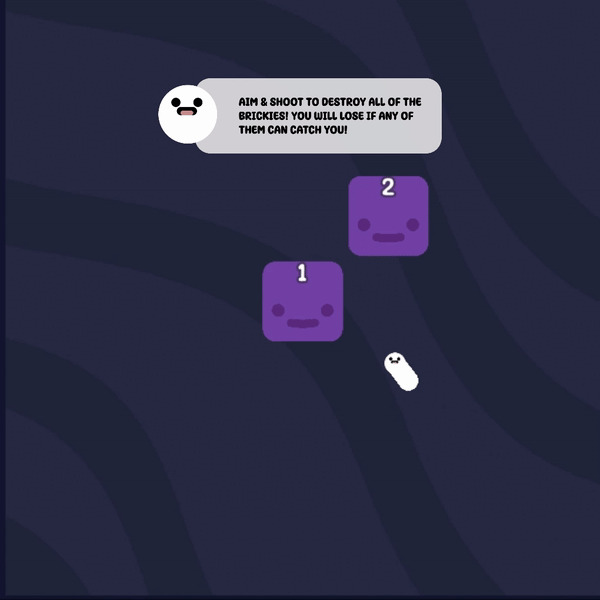 AIM & SHOOT TO DESTROY ALL OF THE
BRICKIES! YOU WILL LOSE IF ANY OF
THEM CAN CATCH YOU!
2
1